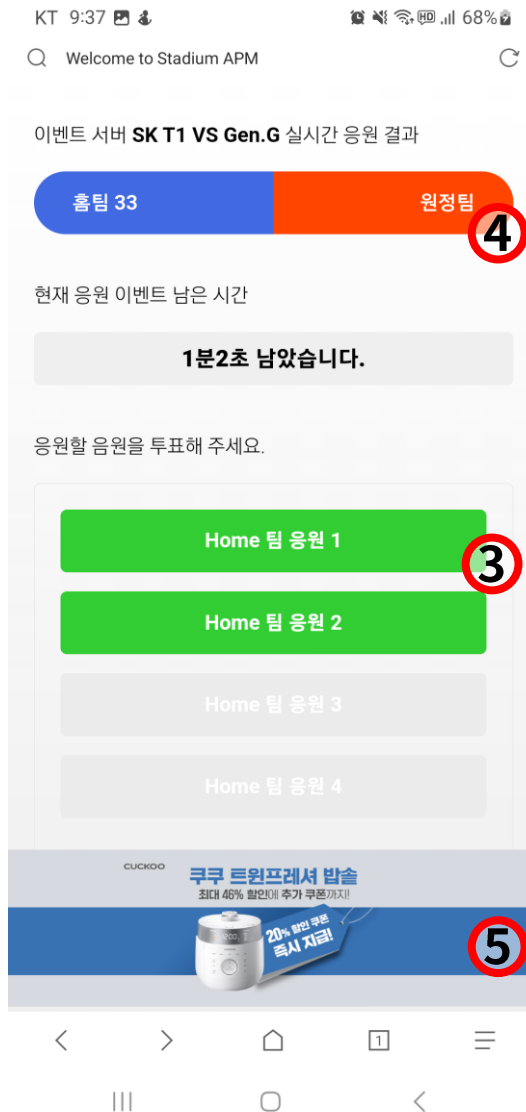 KT 9:37 68%
Welcome to Stadium APM
이벤트 서버 SK T1 VS Gen.G 실시간 응원 결과
홈팀 33 원정팀
④
현재 응원 이벤트 남은 시간
1분2초 남았습니다.
응원할 음원을 투표해 주세요.
Home 팀 응원 1
③
Home 팀 응원 2
Home 팀 응원 3
Home 팀 응원 4
CUCKOO
쿠쿠 트윈프레셔 밥솥
최대 46% 할인에 추가 쿠폰까지!
20% 할인 쿠폰
즉시 지급!
⑤
1